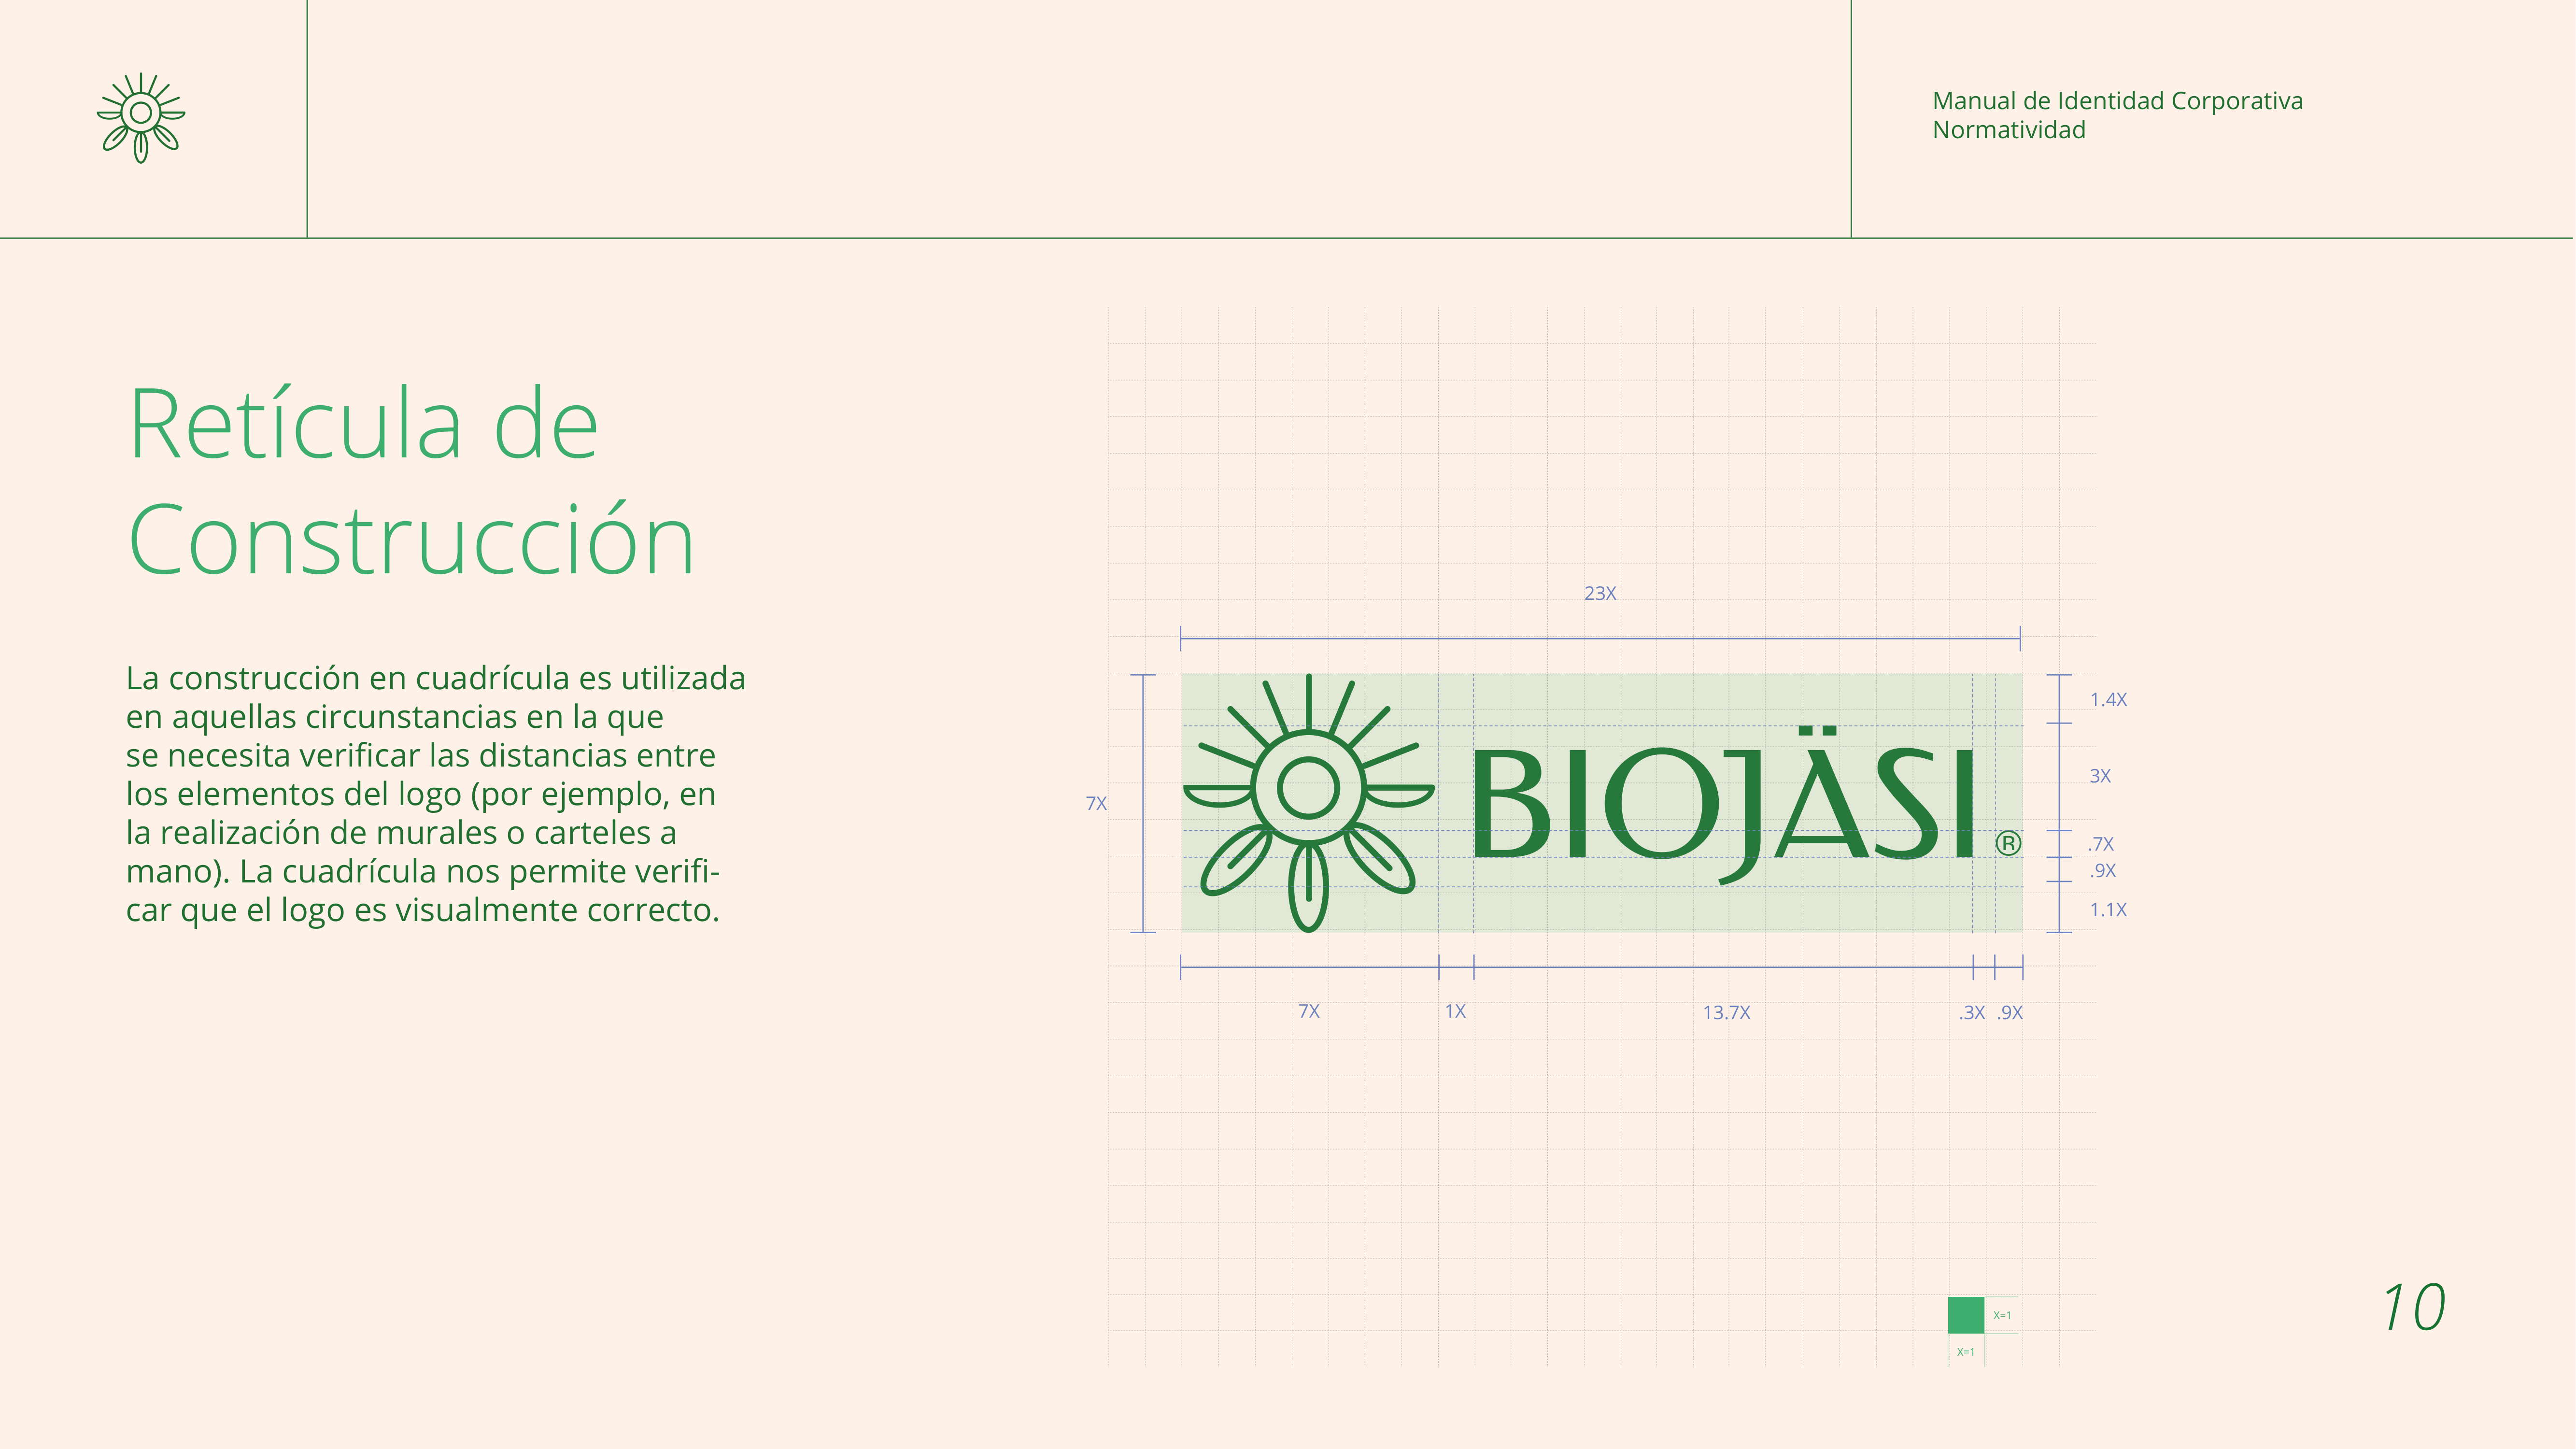 Manual de Identidad Corporativa
Normatividad
Retícula de
Construcción
La construcción en cuadrícula es utilizada
en aquellas circunstancias en la que
se necesita verificar las distancias entre
los elementos del logo (por ejemplo, en
la realización de murales o carteles a
mano). La cuadrícula nos permite verifi-
car que el logo es visualmente correcto.
23X
7X
BIOJÄSI®
1.4X
3X
.7X
.9X
1.1X
7X 1X 13.7X .3X .9X
X=1
X=1
10